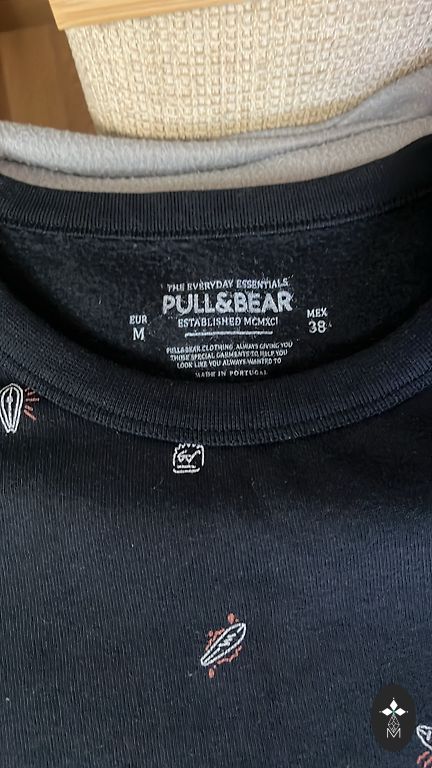 THE EVERYDAY ESSENTIALS
PULL&BEAR
ESTABLISHED MCMXCI
EUR
M
MEX
38
PULL&BEAR CLOTHING, ALWAYS GIVING YOU
THOSE SPECIAL GARMENTS TO HELP YOU
LOOK LIKE YOU ALWAYS WANTED TO
MADE IN PORTUGAL
M